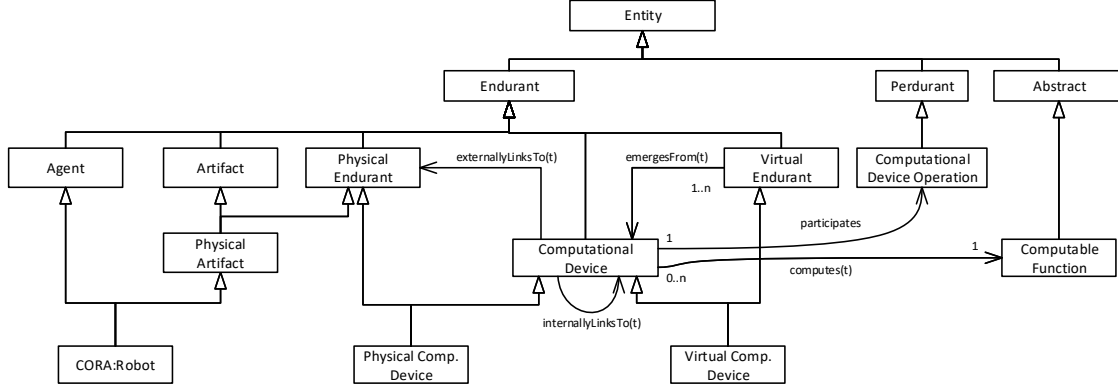 Entity
Endurant
Perdurant
Abstract
Agent
Artifact
Physical
Endurant
externallyLinksTo(t)
emergesFrom(t)
1..n
Virtual
Endurant
Computational
Device Operation
Physical
Artifact
Computational
Device
1
0..n
participates
computes(t)
1
Computable
Function
internallyLinksTo(t)
CORA:Robot
Physical Comp.
Device
Virtual Comp.
Device